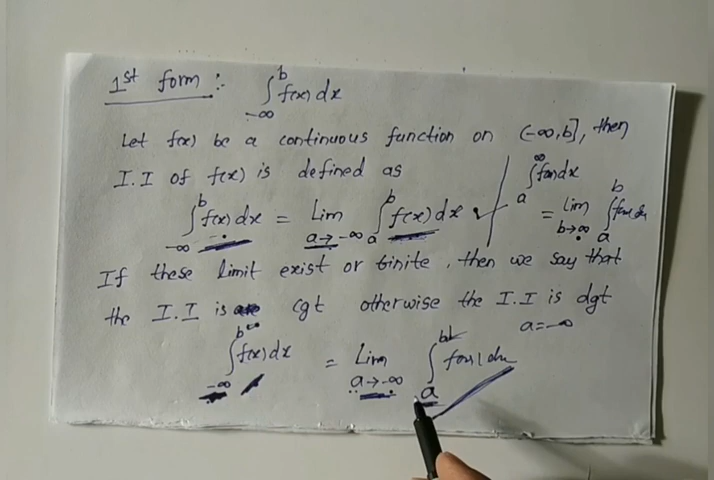 1st form :- ∫_{-∞}^{b} f(x) dx
Let f(x) be a continuous function on (-∞, b], then
I.I of f(x) is defined as
∫_{-∞}^{b} f(x) dx = Lim_{a→-∞} ∫_{a}^{b} f(x) dx ✓
∫_{a}^{∞} f(x) dx
= lim_{b→∞} ∫_{a}^{b} f(x) dx
If these limit exist or finite, then we say that
the I.I is cgt otherwise the I.I is dgt
a=-∞
∫_{-∞}^{b} f(x) dx = Lim_{a→-∞} ∫_{a}^{b} f(x) dx